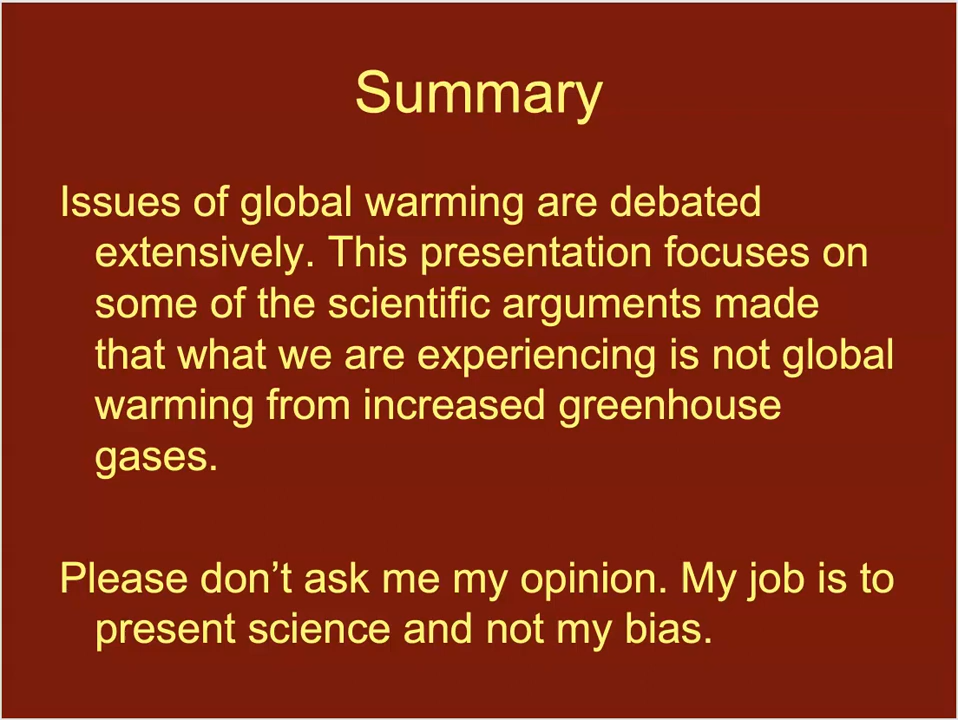 Summary
Issues of global warming are debated
extensively. This presentation focuses on
some of the scientific arguments made
that what we are experiencing is not global
warming from increased greenhouse
gases.
Please don’t ask me my opinion. My job is to
present science and not my bias.